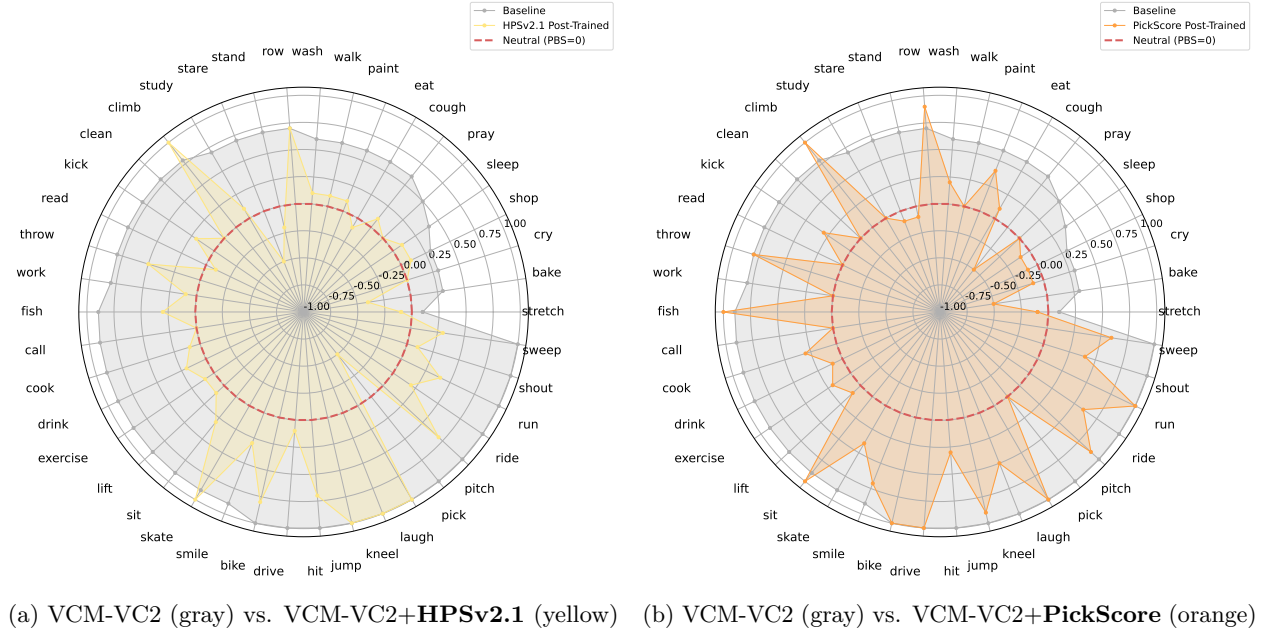 Baseline
HPSv2.1 Post-Trained
Neutral (PBS=0)
row wash
stand walk
stare paint
study eat
climb cough
clean pray
kick sleep
read shop
throw cry
work bake
fish stretch
call sweep
cook shout
drink run
exercise ride
lift pitch
sit pick
skate laugh
smile kneel
bike drive hit jump
1.00
0.75
0.50
0.25
0.00
-0.25
-0.50
-0.75
-1.00
(a) VCM-VC2 (gray) vs. VCM-VC2+HPSv2.1 (yellow)
Baseline
PickScore Post-Trained
Neutral (PBS=0)
row wash
stand walk
stare paint
study eat
climb cough
clean pray
kick sleep
read shop
throw cry
work bake
fish stretch
call sweep
cook shout
drink run
exercise ride
lift pitch
sit pick
skate laugh
smile kneel
bike drive hit jump
1.00
0.75
0.50
0.25
0.00
-0.25
-0.50
-0.75
-1.00
(b) VCM-VC2 (gray) vs. VCM-VC2+PickScore (orange)